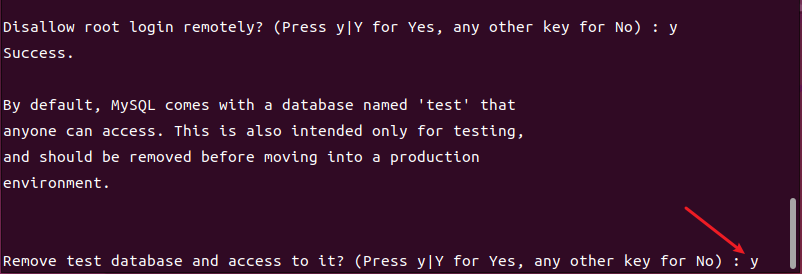 Disallow root login remotely? (Press y|Y for Yes, any other key for No) : y
Success.
By default, MySQL comes with a database named 'test' that
anyone can access. This is also intended only for testing,
and should be removed before moving into a production
environment.
Remove test database and access to it? (Press y|Y for Yes, any other key for No) : y